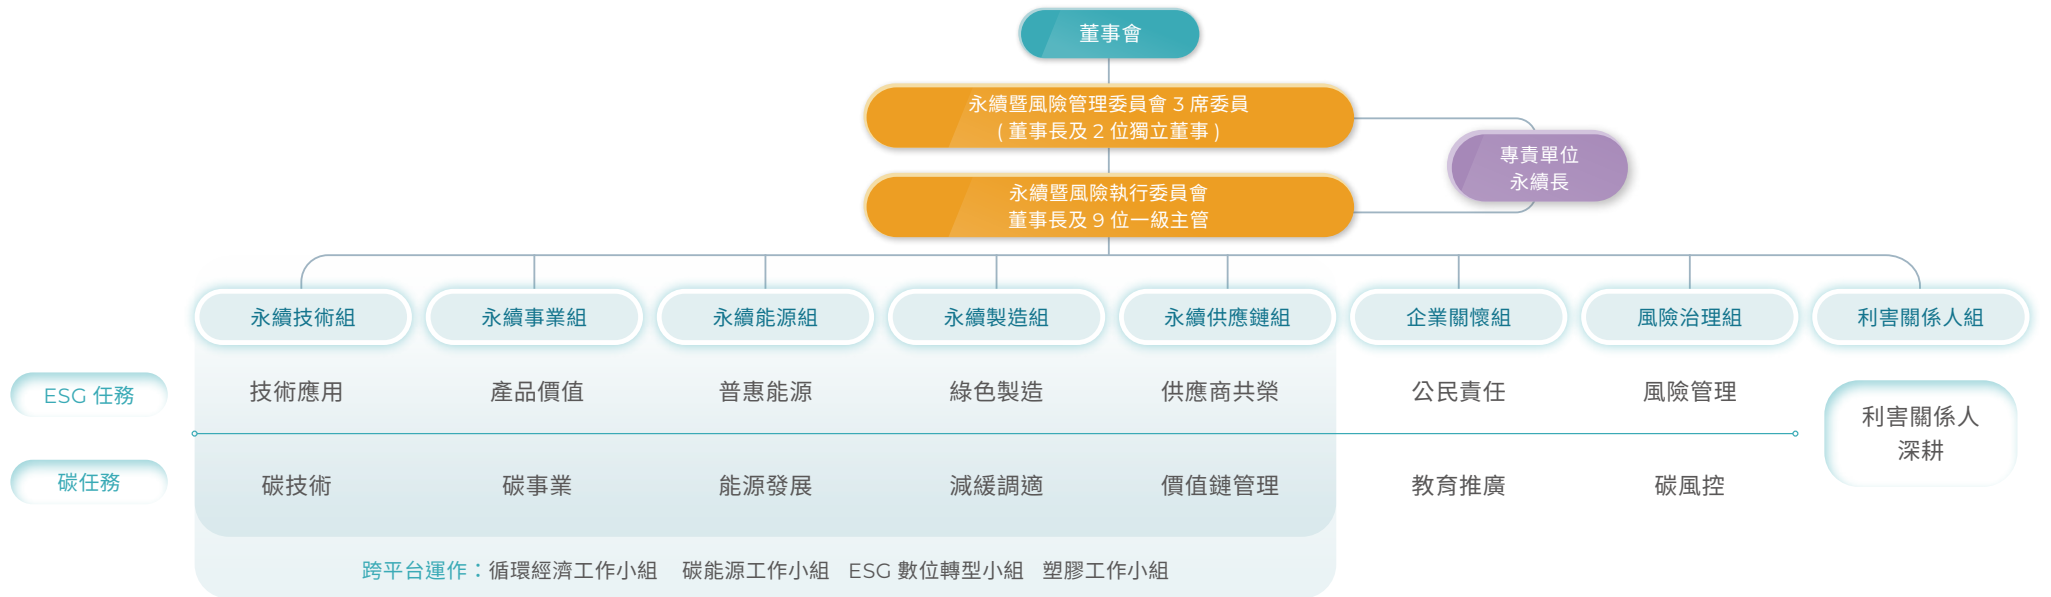 董事會
永續暨風險管理委員會 3 席委員
( 董事長及 2 位獨立董事 )
專責單位
永續長
永續暨風險執行委員會
董事長及 9 位一級主管
永續技術組
永續事業組
永續能源組
永續製造組
永續供應鏈組
企業關懷組
風險治理組
利害關係人組
ESG 任務
技術應用
產品價值
普惠能源
綠色製造
供應商共榮
公民責任
風險管理
利害關係人
深耕
碳任務
碳技術
碳事業
能源發展
減緩調適
價值鏈管理
教育推廣
碳風控
跨平台運作：循環經濟工作小組 碳能源工作小組 ESG 數位轉型小組 塑膠工作小組